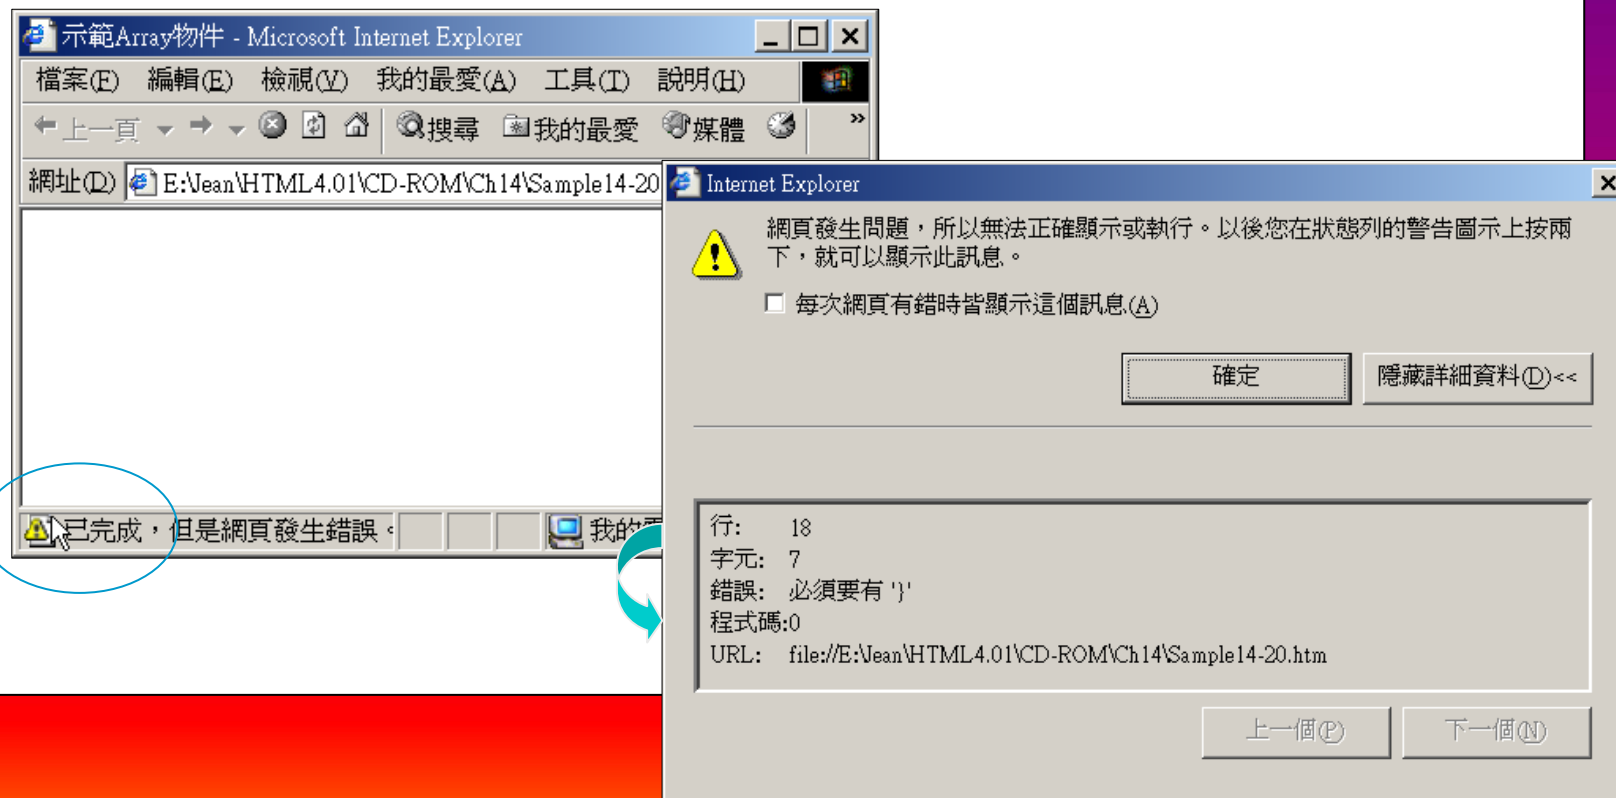 示範Array物件 - Microsoft Internet Explorer
檔案(F) 編輯(E) 檢視(V) 我的最愛(A) 工具(T) 說明(H)
上一頁 搜尋 我的最愛 媒體 »
網址(D) E:\Jean\HTML4.01\CD-ROM\Ch14\Sample14-20
已完成，但是網頁發生錯誤。 我的
Internet Explorer
網頁發生問題，所以無法正確顯示或執行。以後您在狀態列的警告圖示上按兩
下，就可以顯示此訊息。
每次網頁有錯時皆顯示這個訊息(A)
確定 隱藏詳細資料(D)<<
行: 18
字元: 7
錯誤: 必須要有 '}'
程式碼:0
URL: file://E:\Jean\HTML4.01\CD-ROM\Ch14\Sample14-20.htm
上一個(P) 下一個(N)